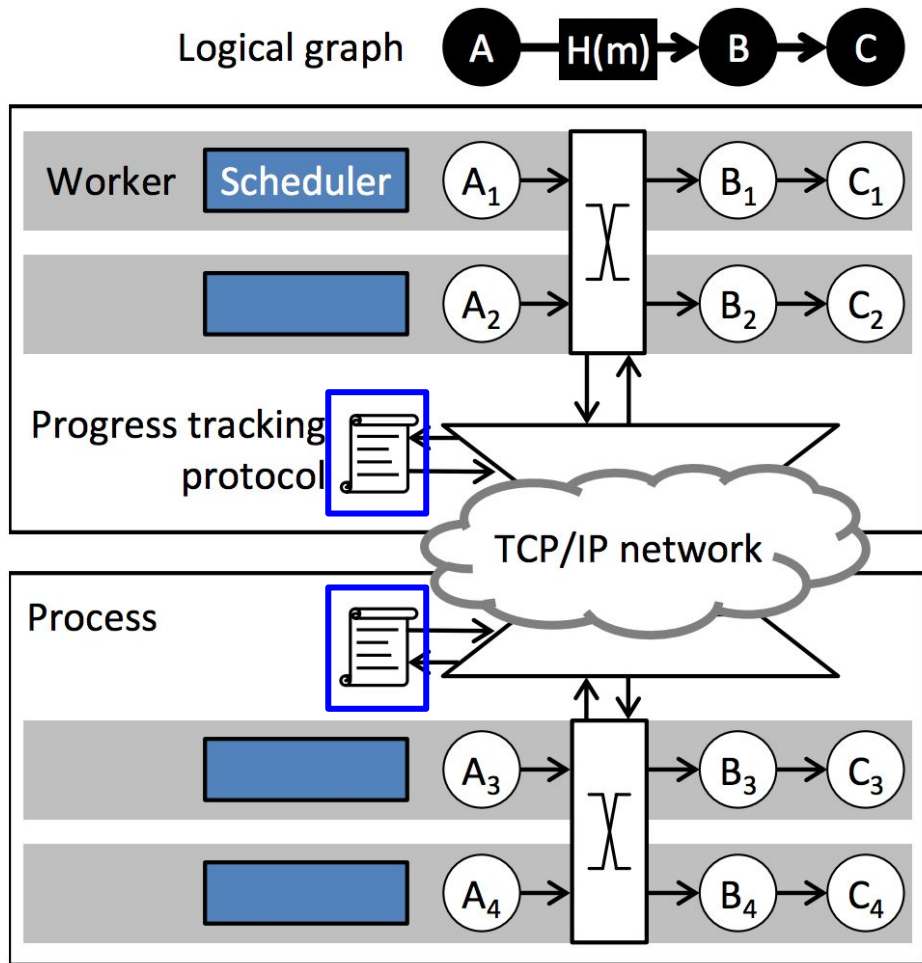 Logical graph A H(m) B C
Worker Scheduler A₁ B₁ C₁
A₂ B₂ C₂
Progress tracking
protocol
TCP/IP network
Process
A₃ B₃ C₃
A₄ B₄ C₄